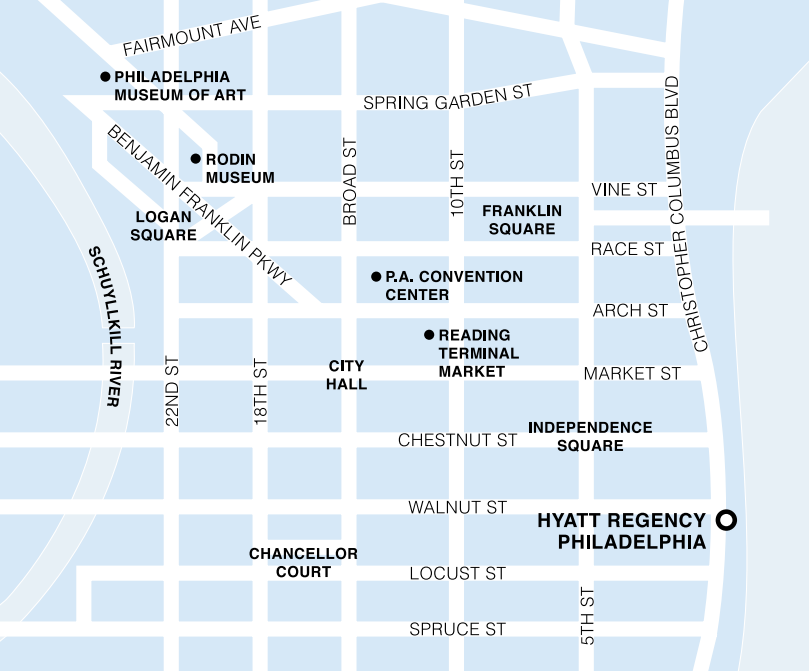 FAIRMOUNT AVE
PHILADELPHIA
MUSEUM OF ART
SPRING GARDEN ST
CHRISTOPHER COLUMBUS BLVD
BENJAMIN FRANKLIN PKWY
RODIN
MUSEUM
BROAD ST
10TH ST
VINE ST
LOGAN
SQUARE
FRANKLIN
SQUARE
RACE ST
SCHUYLLKILL RIVER
P.A. CONVENTION
CENTER
ARCH ST
READING
TERMINAL
MARKET
22ND ST
18TH ST
CITY
HALL
MARKET ST
CHESTNUT ST
INDEPENDENCE
SQUARE
WALNUT ST
HYATT REGENCY
PHILADELPHIA
CHANCELLOR
COURT
LOCUST ST
5TH ST
SPRUCE ST